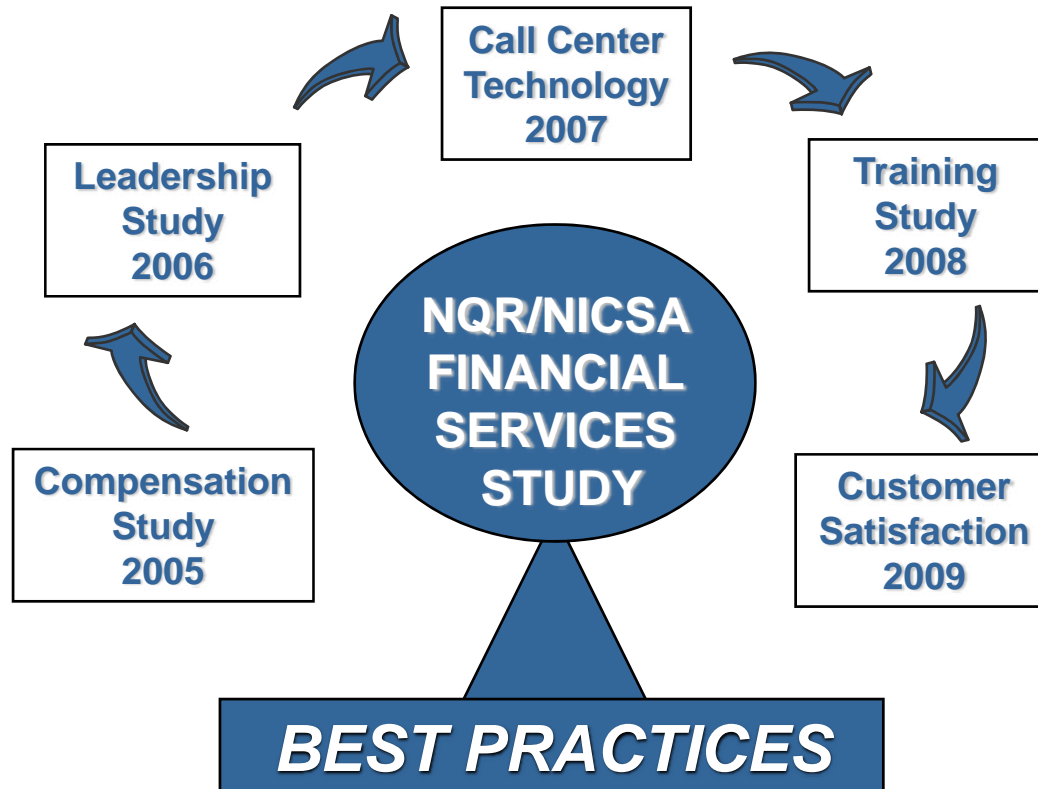 Call Center
Technology
2007
Leadership
Study
2006
Training
Study
2008
NQR/NICSA
FINANCIAL
SERVICES
STUDY
Compensation
Study
2005
Customer
Satisfaction
2009
BEST PRACTICES